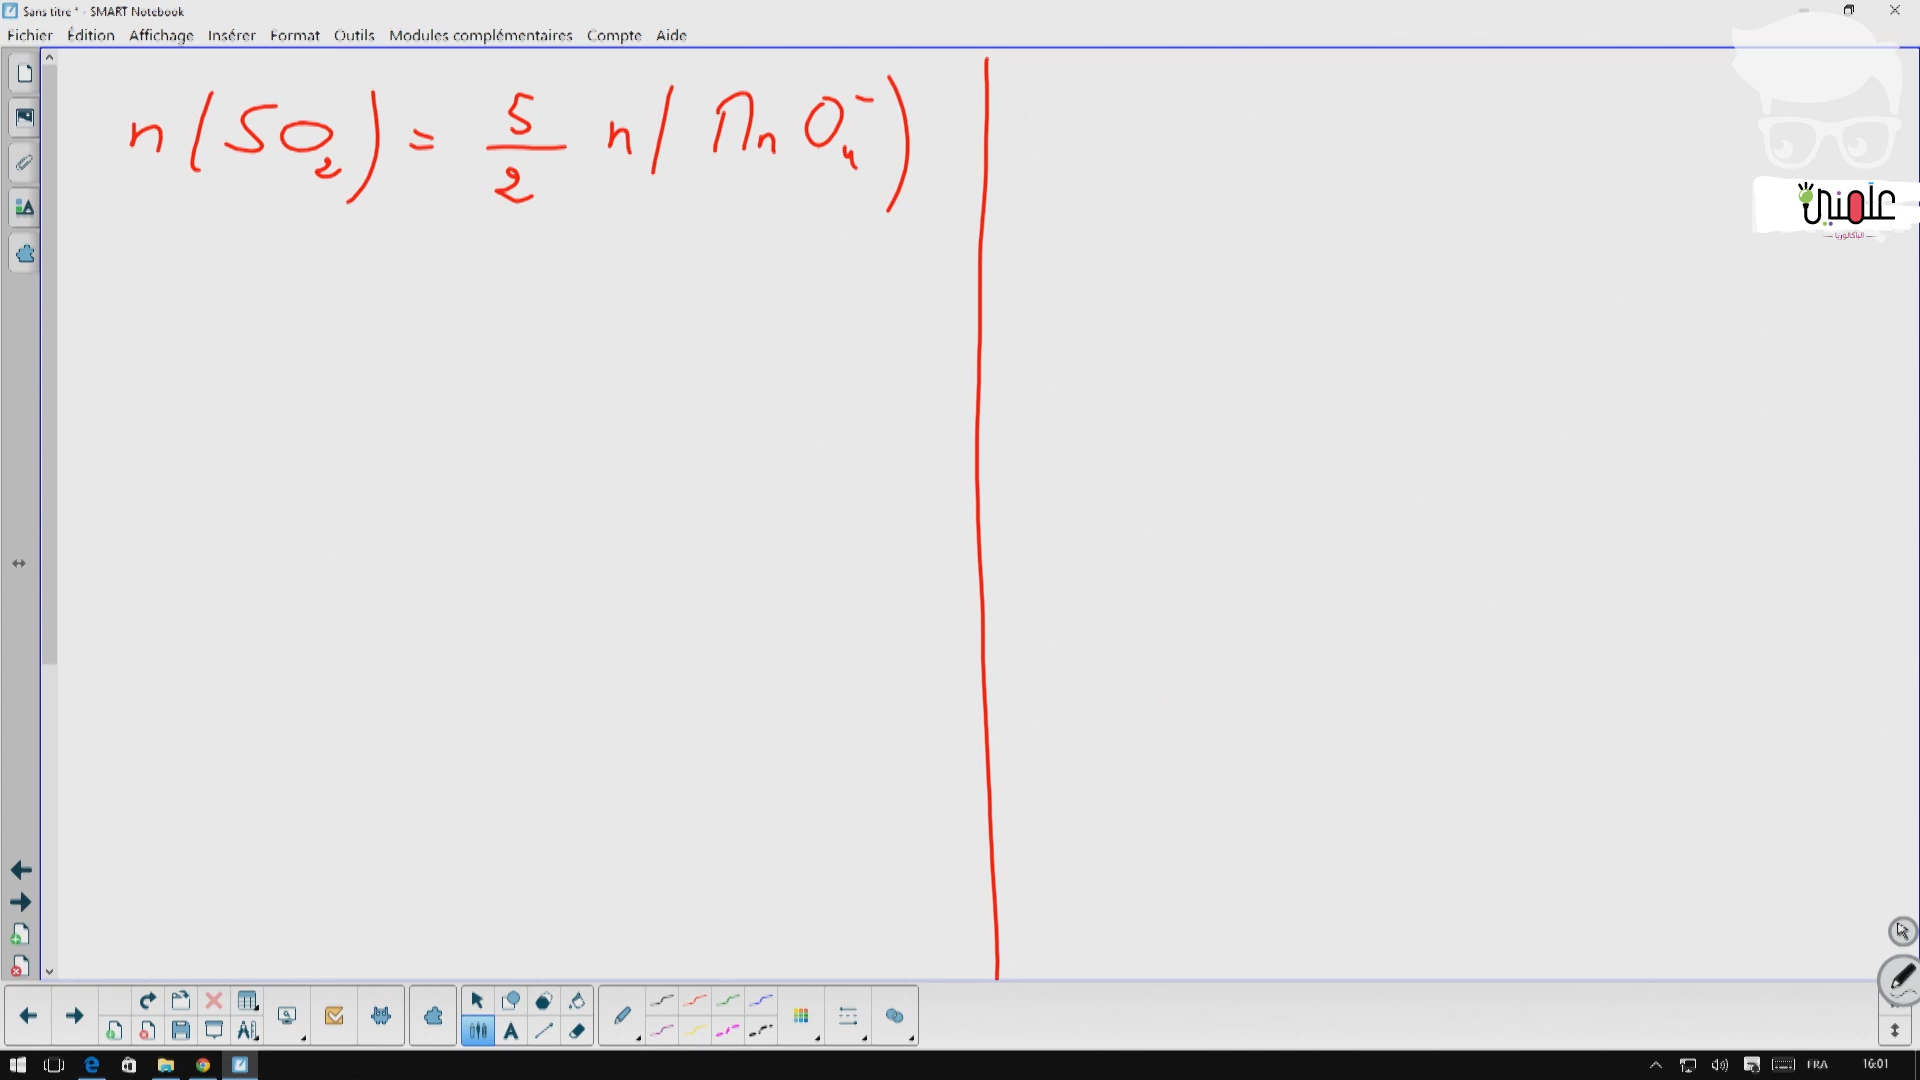 Sans titre * - SMART Notebook
Fichier Édition Affichage Insérer Format Outils Modules complémentaires Compte Aide
n(SO₂) = 5/2 n(MnO₄⁻)
علمني
الباكالوريا
FRA
16:01